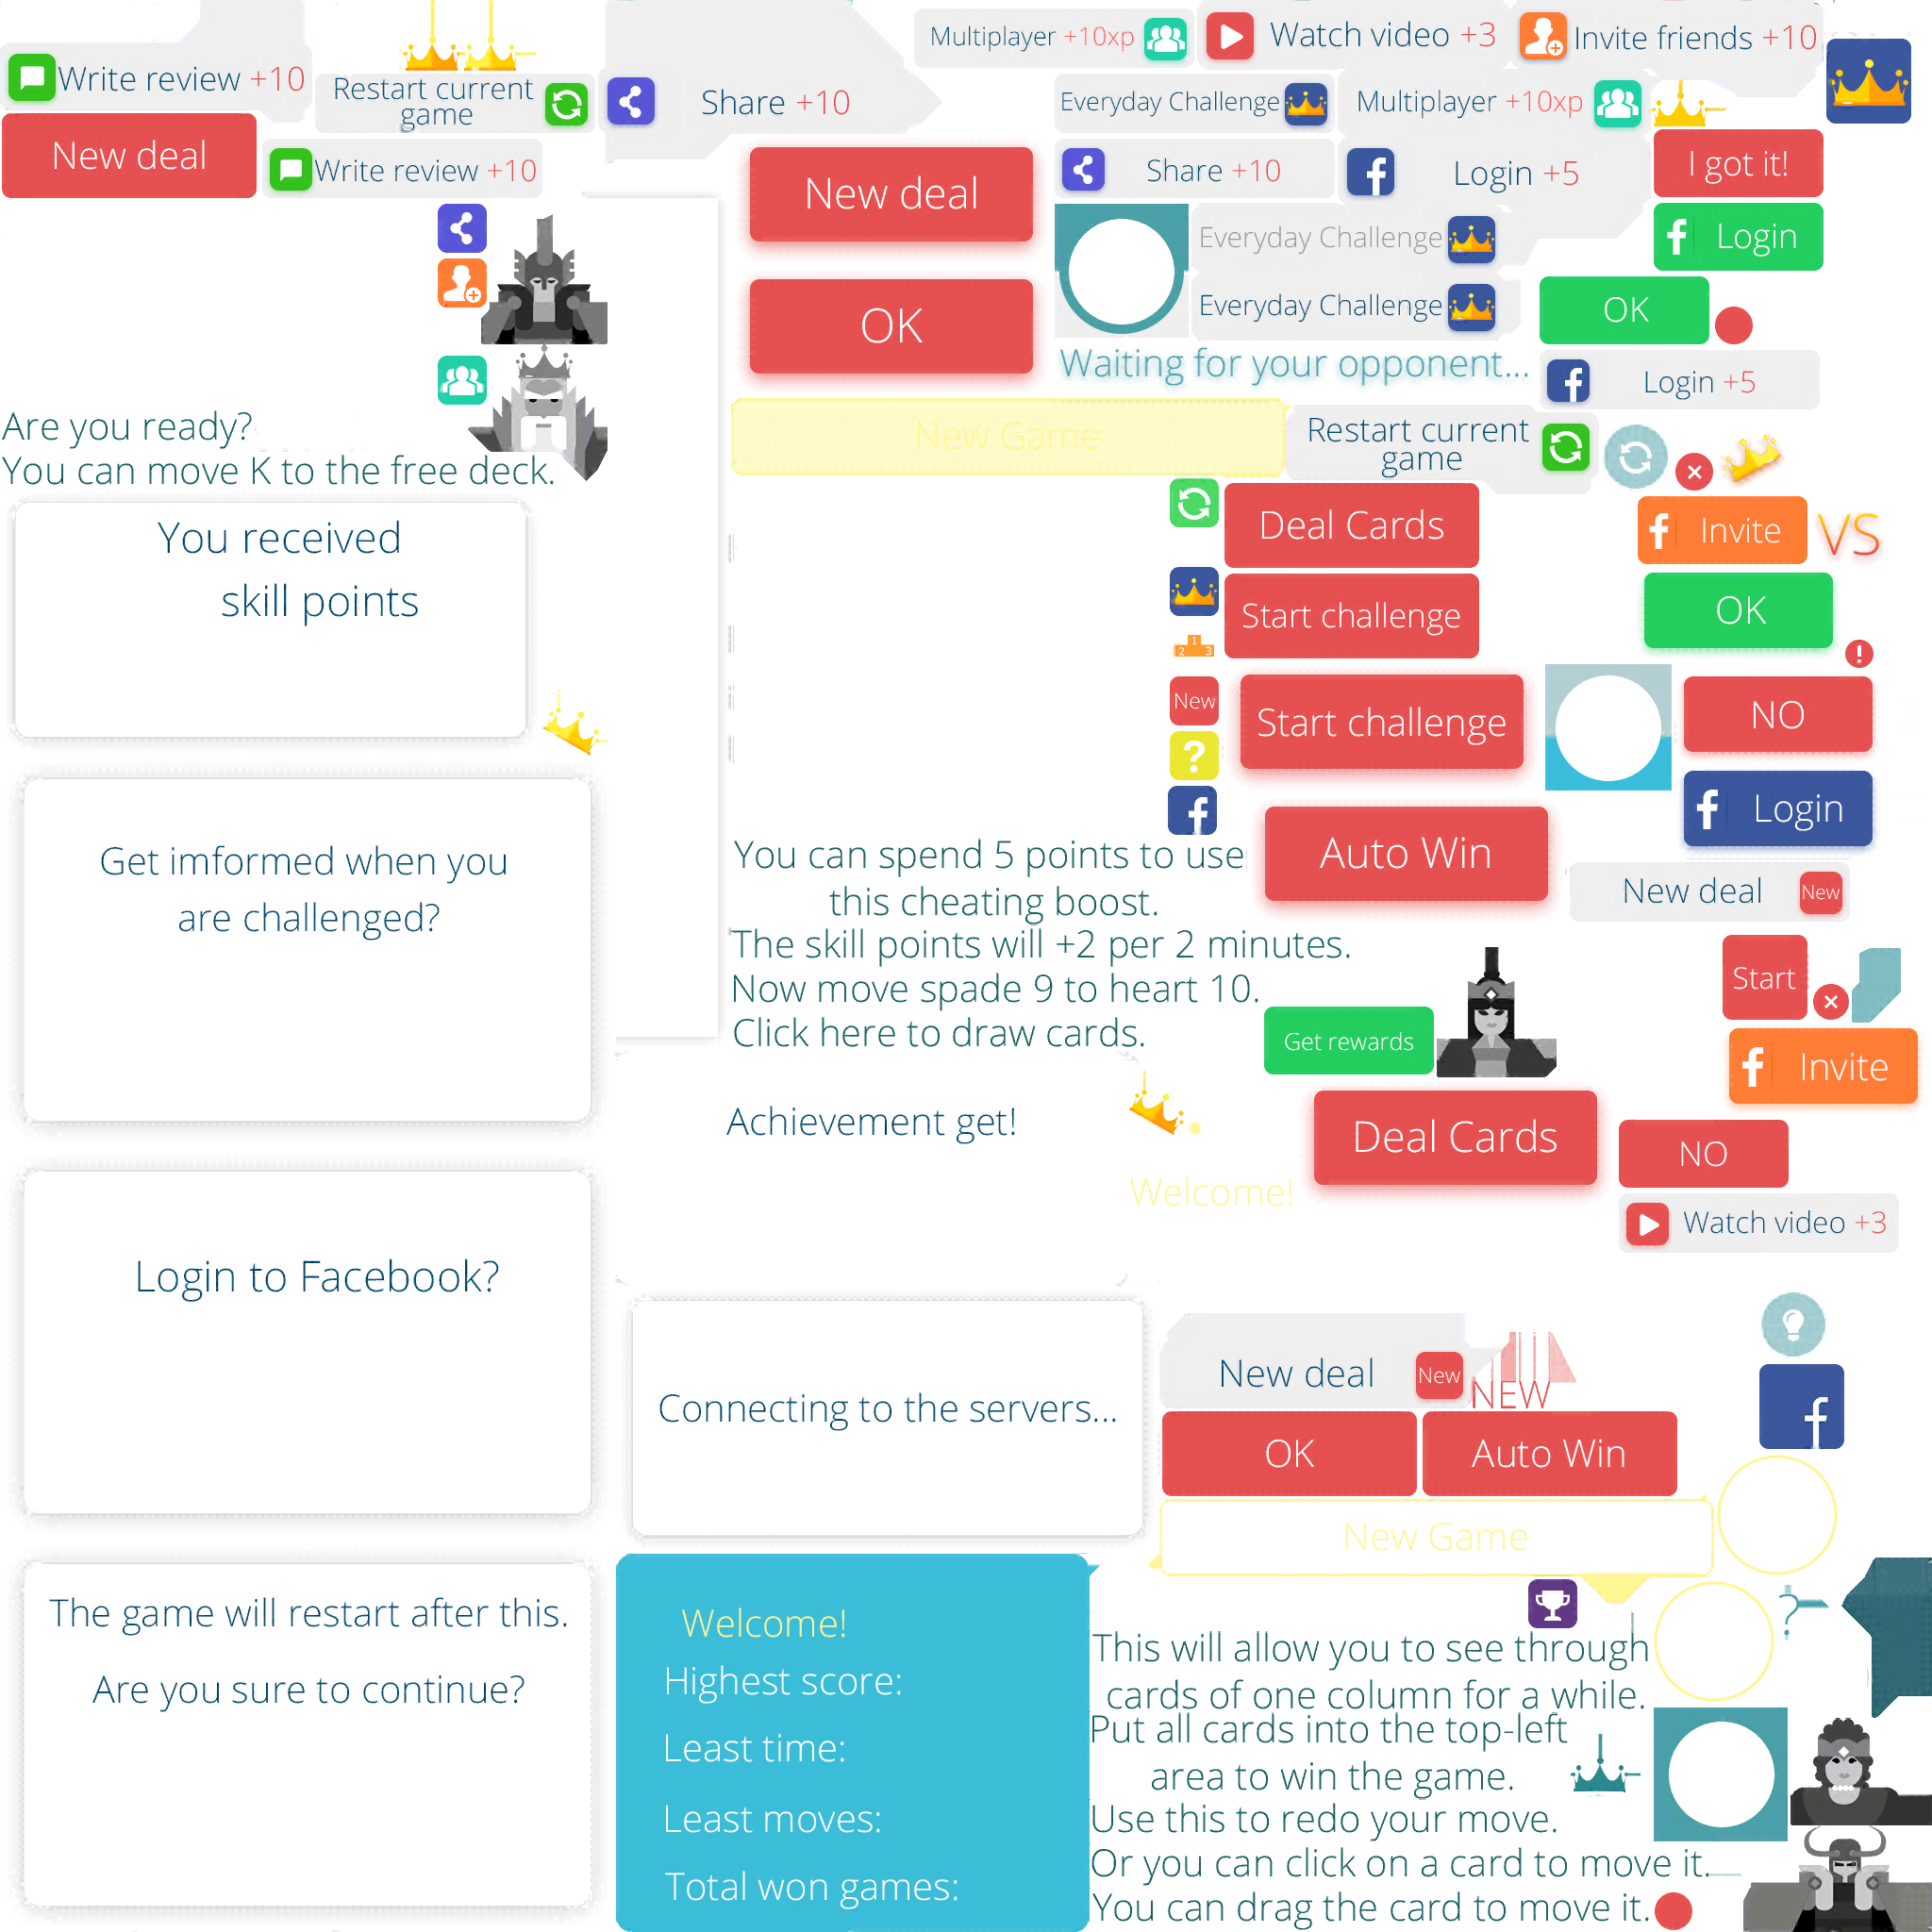 Multiplayer +10xp
Watch video +3
Invite friends +10
Write review +10
Restart current
game
Share +10
Everyday Challenge
Multiplayer +10xp
New deal
Write review +10
New deal
Share +10
Login +5
I got it!
f Login
Everyday Challenge
Everyday Challenge
OK
OK
Waiting for your opponent...
Login +5
Are you ready?
You can move K to the free deck.
New Game
Restart current
game
You received
skill points
Deal Cards
f Invite
VS
Start challenge
OK
New
Start challenge
NO
?
f
f Login
Get imformed when you
are challenged?
You can spend 5 points to use
this cheating boost.
Auto Win
New deal
New
The skill points will +2 per 2 minutes.
Now move spade 9 to heart 10.
Click here to draw cards.
Start
Get rewards
f Invite
Achievement get!
Deal Cards
NO
Welcome!
Watch video +3
Login to Facebook?
Connecting to the servers...
New deal
New
NEW
f
OK
Auto Win
New Game
The game will restart after this.
Are you sure to continue?
Welcome!
Highest score:
Least time:
Least moves:
Total won games:
?
This will allow you to see through
cards of one column for a while.
Put all cards into the top-left
area to win the game.
Use this to redo your move.
Or you can click on a card to move it.
You can drag the card to move it.